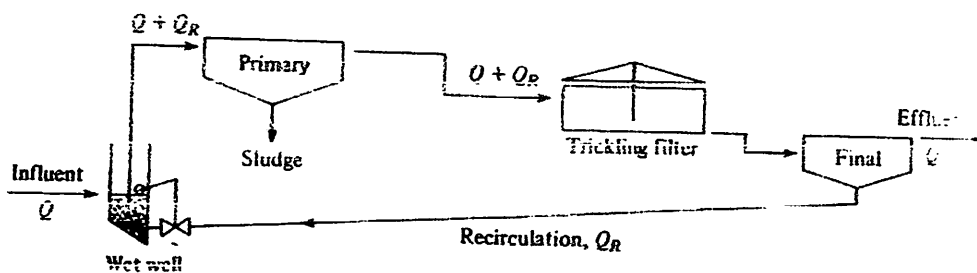 Q + Q_R
Primary
Q + Q_R
Sludge
Trickling filter
Final
Q
Influent
Q
Recirculation, Q_R
Wet well